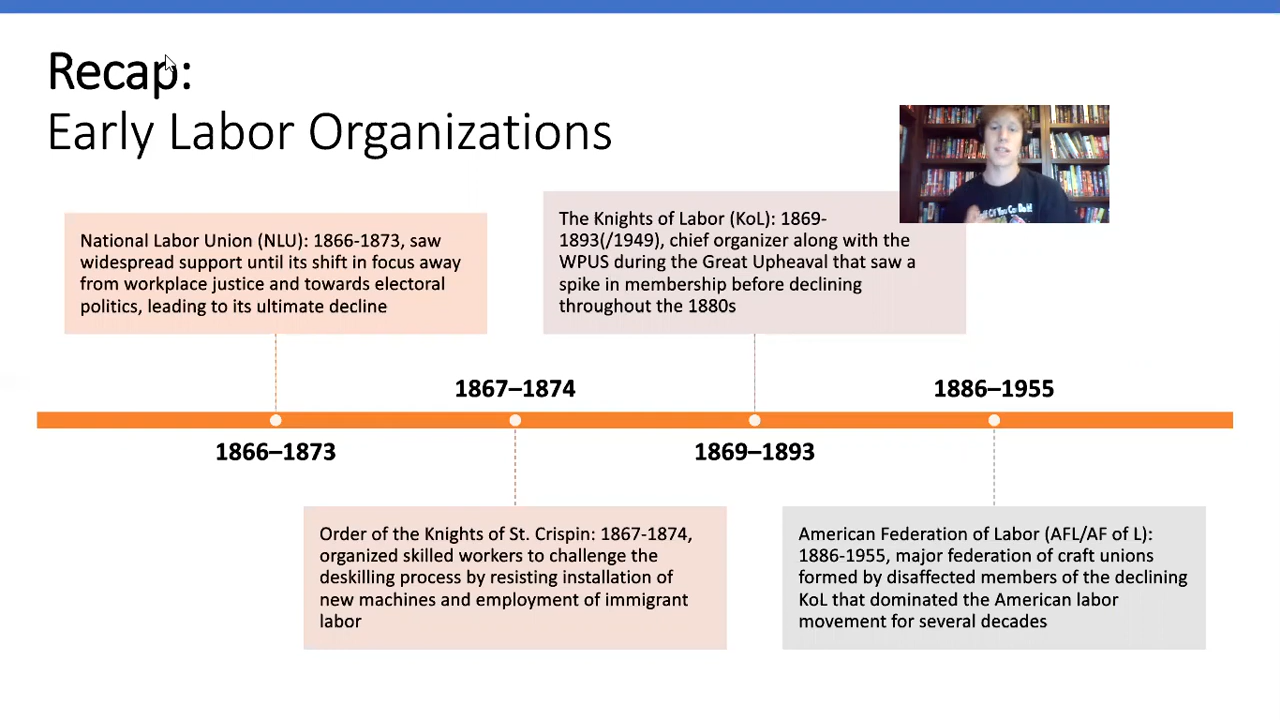 Recap:
Early Labor Organizations
National Labor Union (NLU): 1866-1873, saw
widespread support until its shift in focus away
from workplace justice and towards electoral
politics, leading to its ultimate decline
The Knights of Labor (KoL): 1869-
1893(/1949), chief organizer along with the
WPUS during the Great Upheaval that saw a
spike in membership before declining
throughout the 1880s
1867–1874
1886–1955
1866–1873
1869–1893
Order of the Knights of St. Crispin: 1867-1874,
organized skilled workers to challenge the
deskilling process by resisting installation of
new machines and employment of immigrant
labor
American Federation of Labor (AFL/AF of L):
1886-1955, major federation of craft unions
formed by disaffected members of the declining
KoL that dominated the American labor
movement for several decades